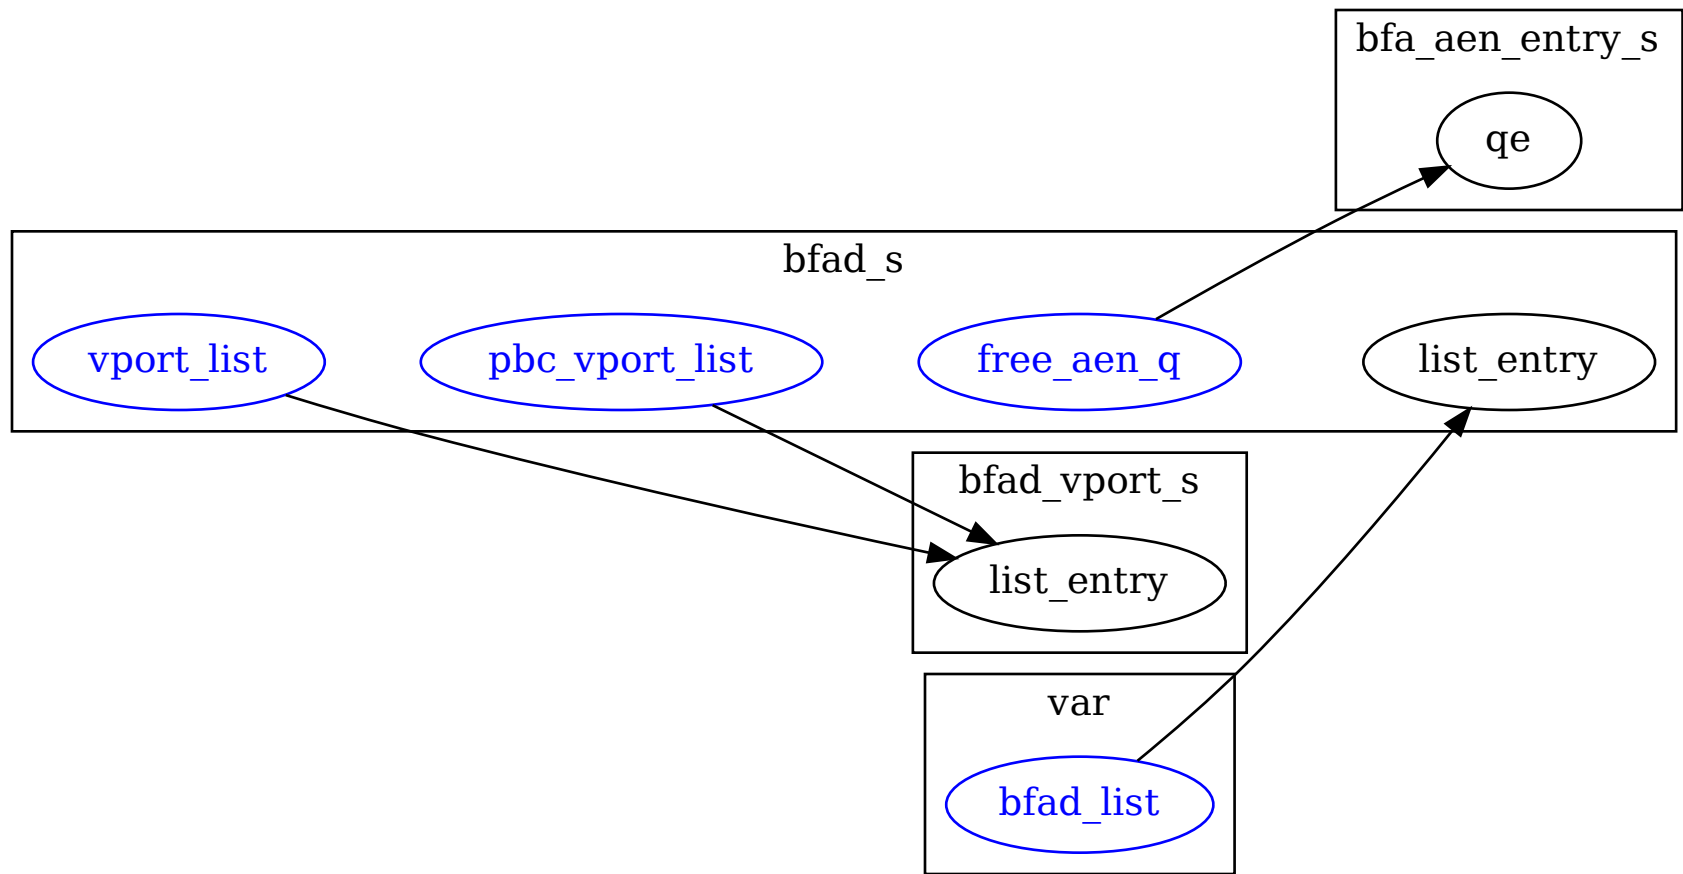 bfa_aen_entry_s
qe
bfad_s
vport_list
pbc_vport_list
free_aen_q
list_entry
bfad_vport_s
list_entry
var
bfad_list